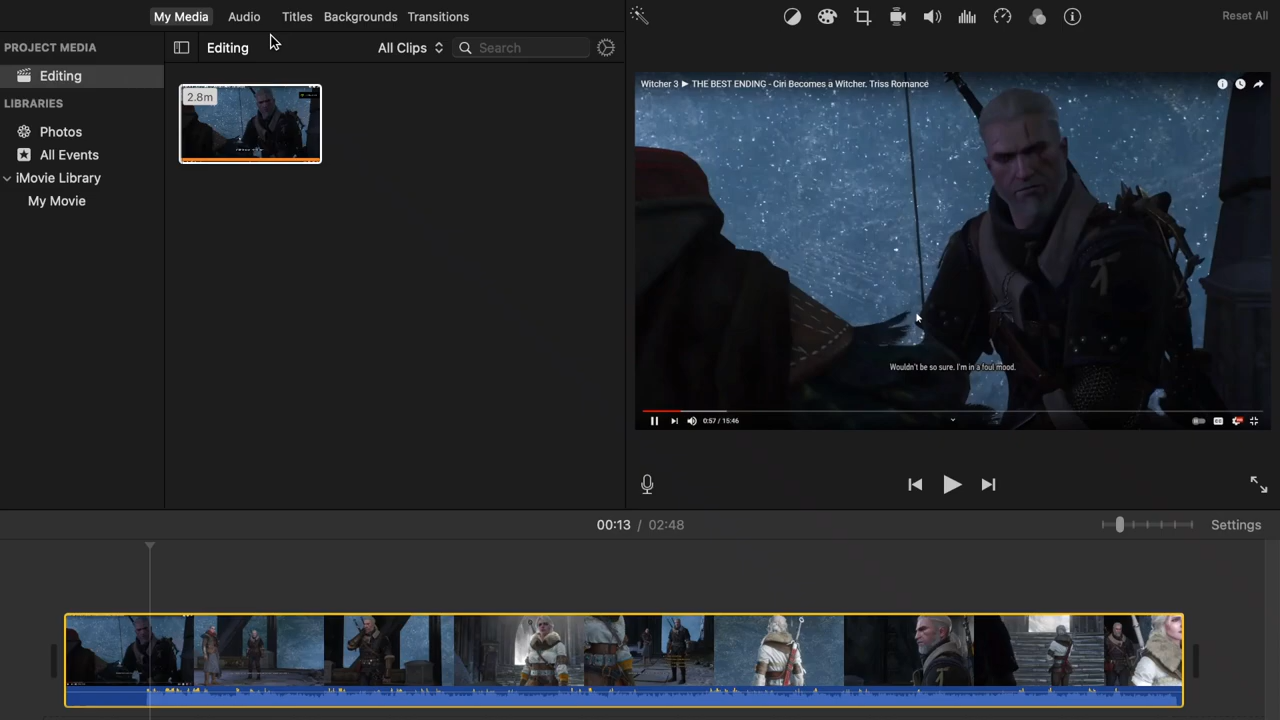 My Media Audio Titles Backgrounds Transitions
Reset All
PROJECT MEDIA
Editing
All Clips
Search
Editing
LIBRARIES
Photos
All Events
iMovie Library
My Movie
2.8m
Witcher 3 ► THE BEST ENDING - Ciri Becomes a Witcher. Triss Romance
Wouldn't be so sure. I'm in a foul mood.
0:57 / 15:46
00:13 / 02:48
Settings